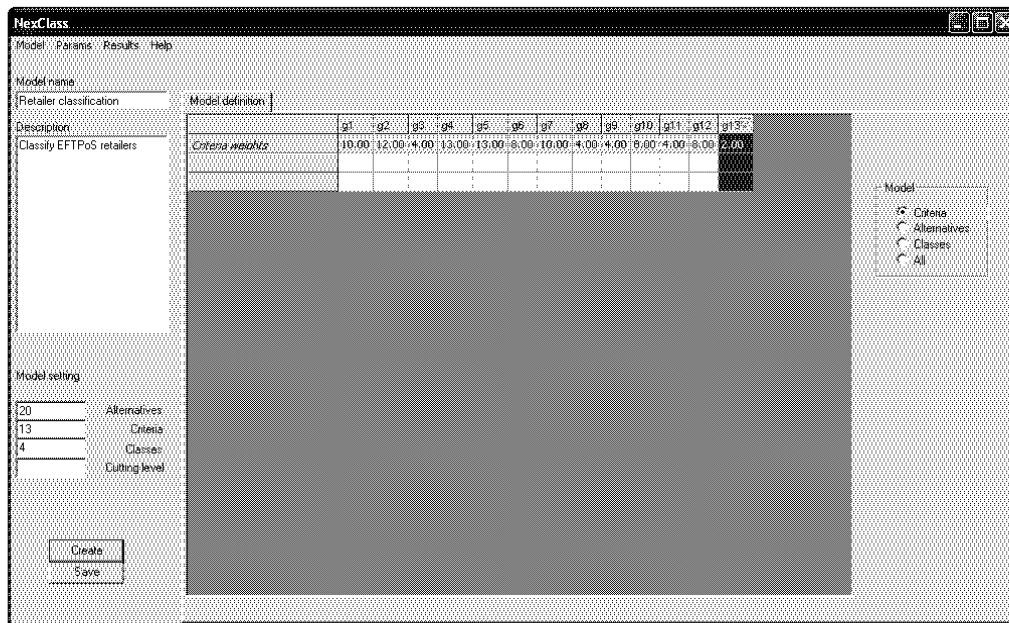 NexClass
Model Params Results Help
Model name
Retailer classification
Model definition
Description
Classify EFTPoS retailers
g1 g2 g3 g4 g5 g6 g7 g8 g9 g10 g11 g12 g13
Criteria weights 10.00 12.00 4.00 13.00 13.00 8.00 10.00 4.00 4.00 8.00 4.00 8.00 2.00
Model
Criteria
Alternatives
Classes
All
Model setting
20 Alternatives
13 Criteria
4 Classes
Cutting level
Create
Save